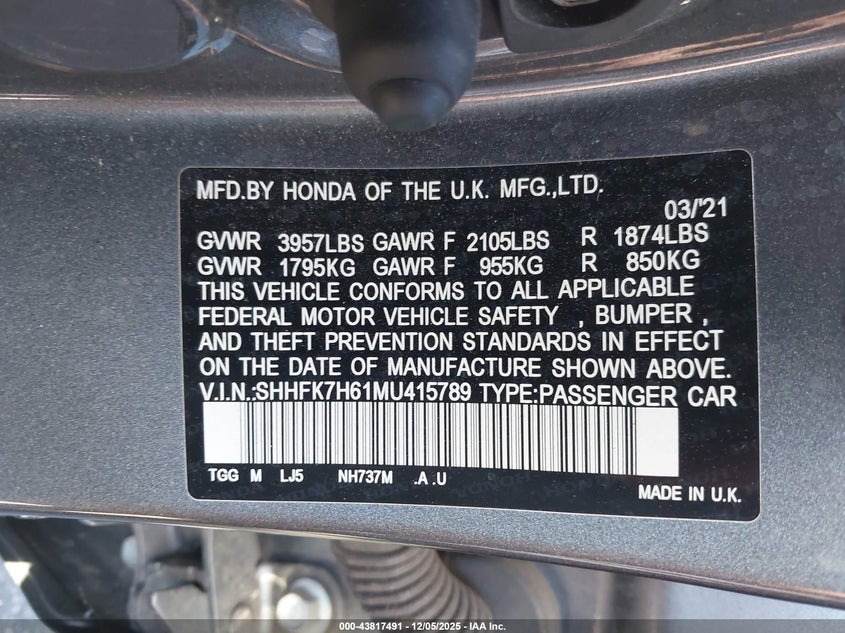 MFD.BY HONDA OF THE U.K. MFG.,LTD.
03/'21
GVWR 3957LBS GAWR F 2105LBS R 1874LBS
GVWR 1795KG GAWR F 955KG R 850KG
THIS VEHICLE CONFORMS TO ALL APPLICABLE
FEDERAL MOTOR VEHICLE SAFETY , BUMPER ,
AND THEFT PREVENTION STANDARDS IN EFFECT
ON THE DATE OF MANUFACTURE SHOWN ABOVE.
V.I.N.:SHHFK7H61MU415789 TYPE:PASSENGER CAR
TGG M LJ5 NH737M .A .U
MADE IN U.K.
000-43817491 — 12/05/2025 — IAA Inc.